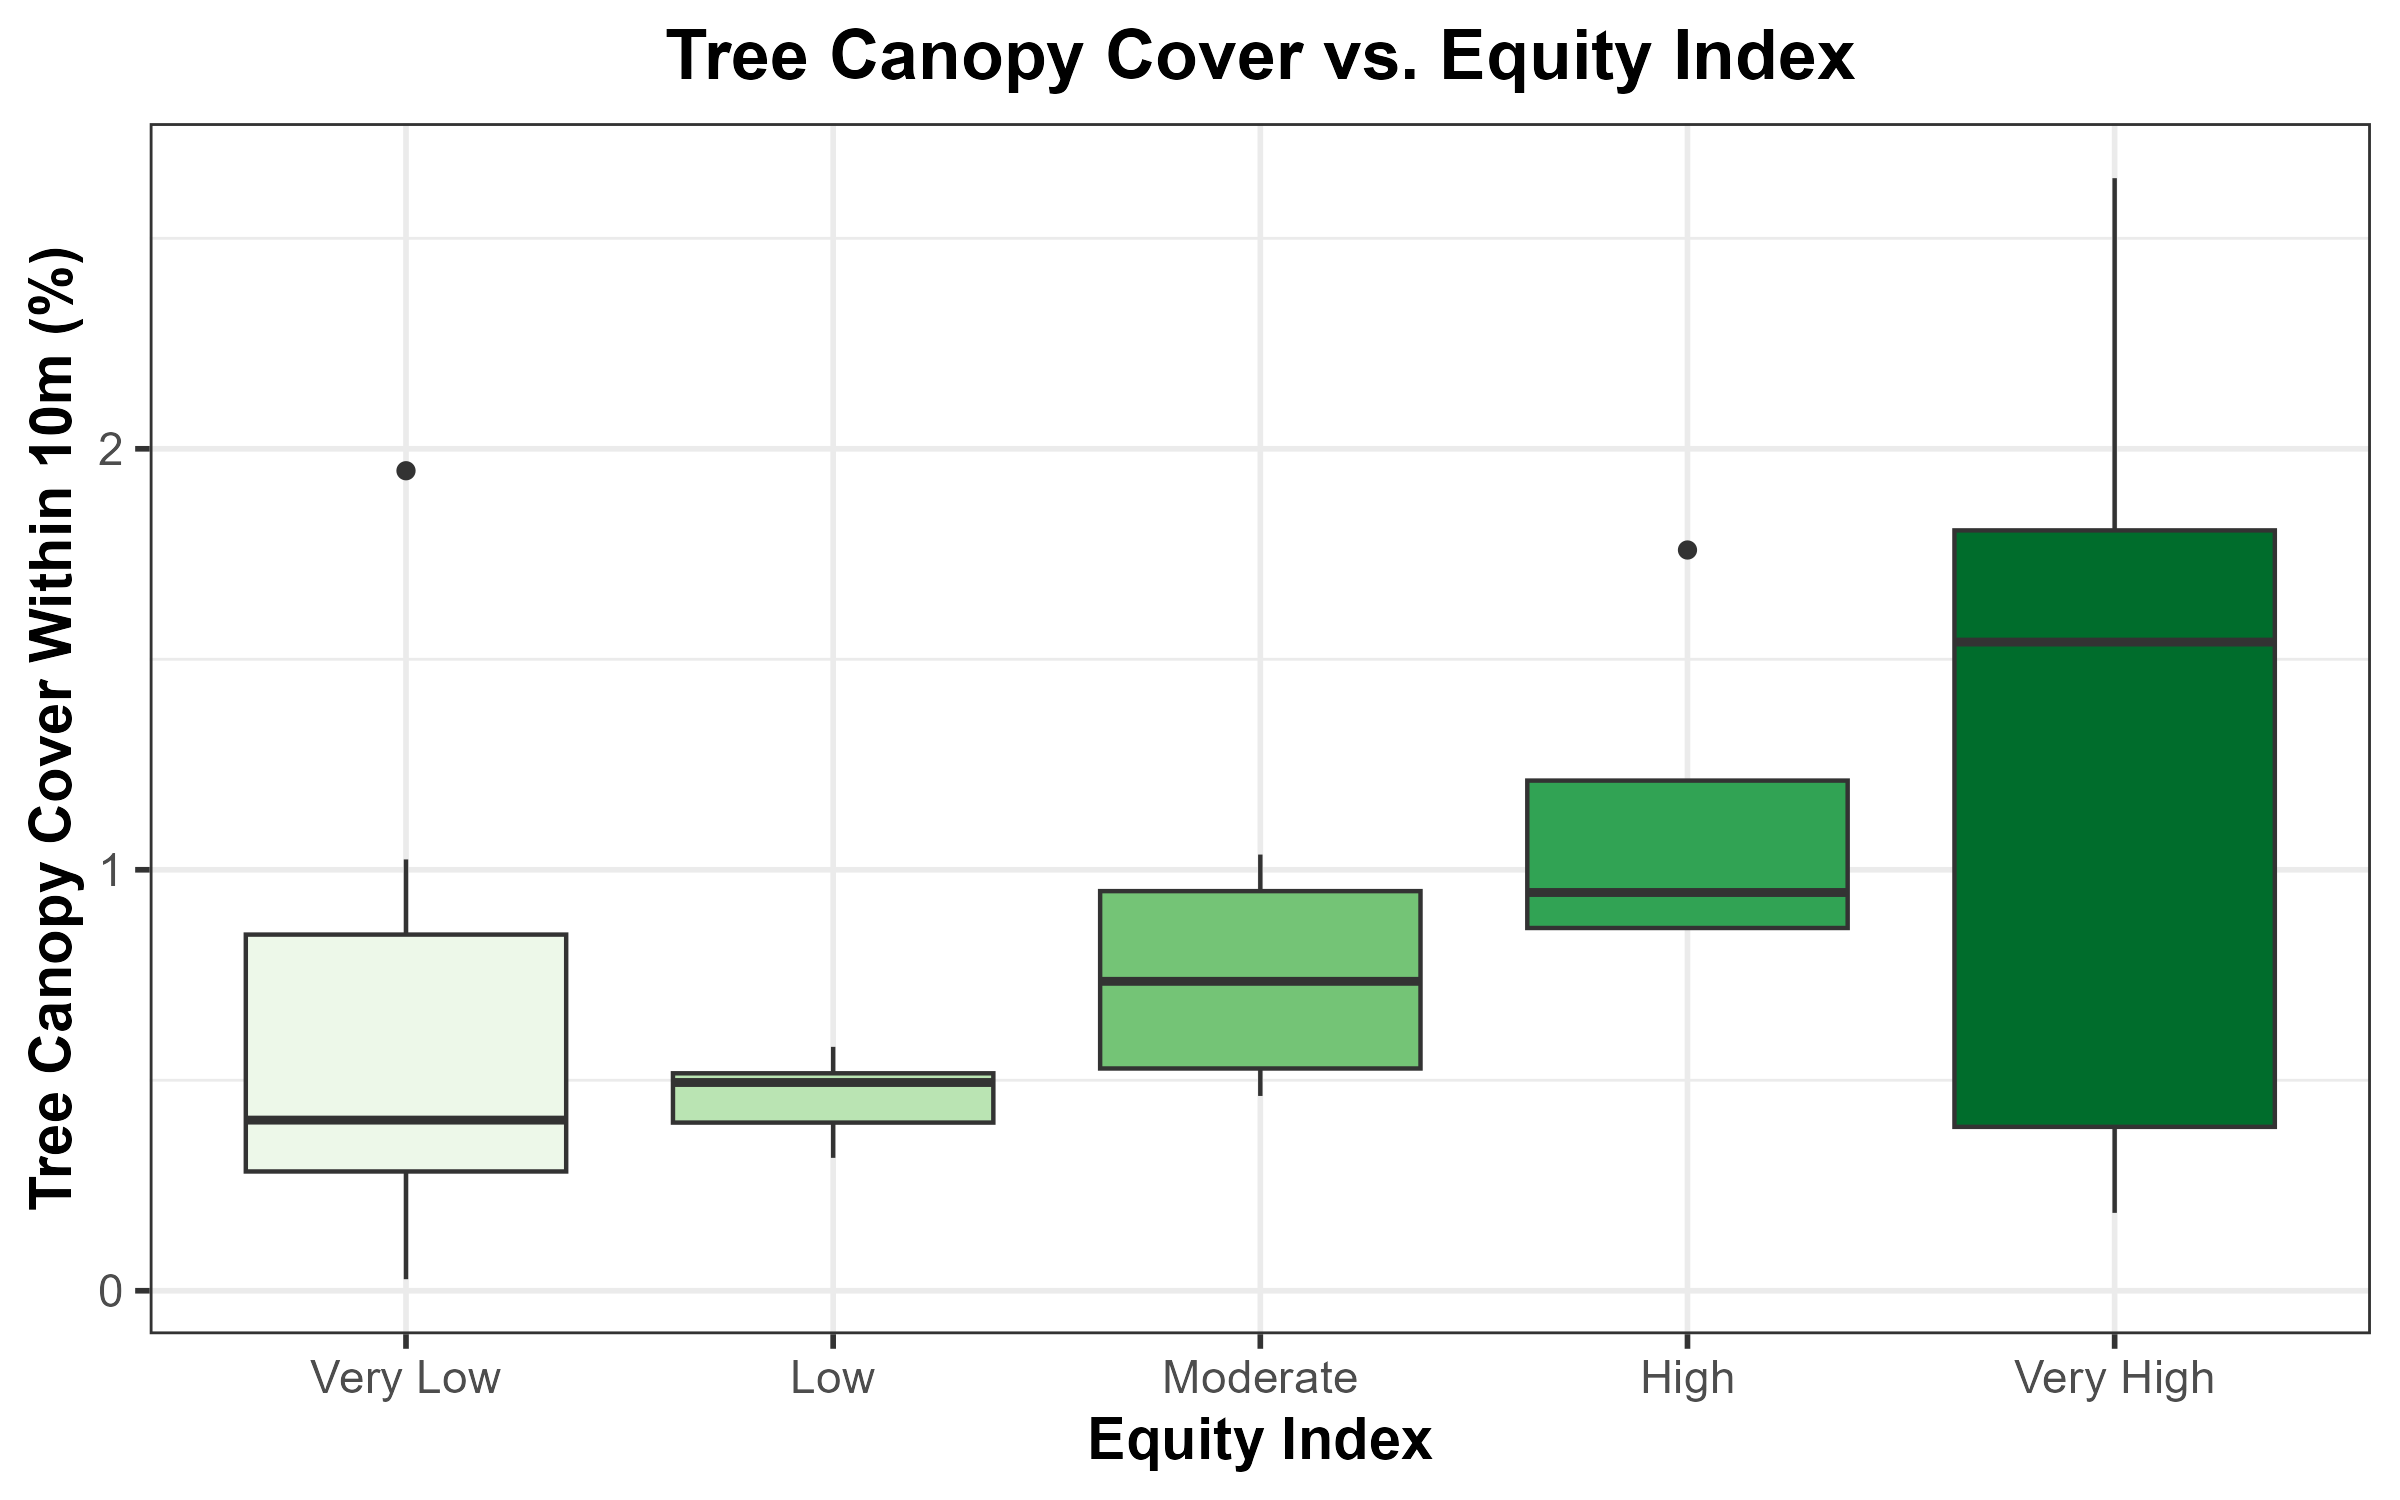 Tree Canopy Cover vs. Equity Index
Tree Canopy Cover Within 10m (%)
2
1
0
Very Low
Low
Moderate
High
Very High
Equity Index